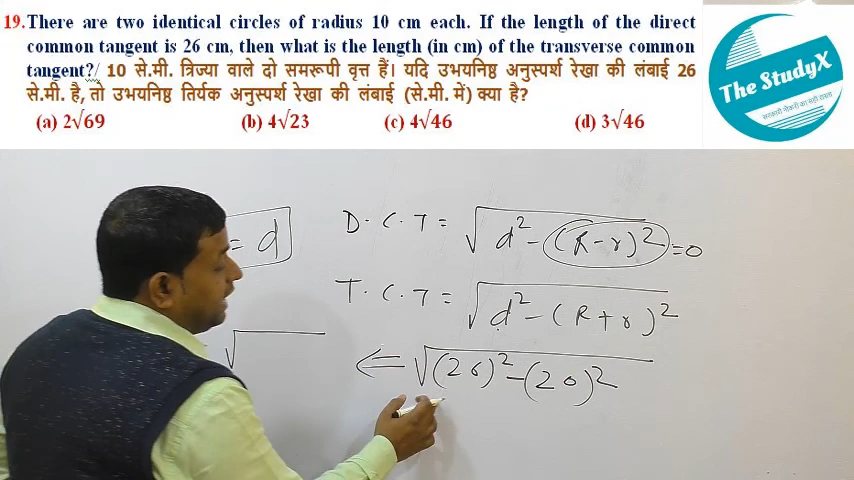 19.There are two identical circles of radius 10 cm each. If the length of the direct
common tangent is 26 cm, then what is the length (in cm) of the transverse common
tangent?/ 10 से.मी. त्रिज्या वाले दो समरूपी वृत्त हैं। यदि उभयनिष्ठ अनुस्पर्श रेखा की लंबाई 26
से.मी. है, तो उभयनिष्ठ तिर्यक अनुस्पर्श रेखा की लंबाई (से.मी. में) क्या है?
(a) 2√69 (b) 4√23 (c) 4√46 (d) 3√46
The StudyX
सरकारी नौकरी का सही रास्ता
= d
D.C.T = √d² - (R-r)² = 0
T.C.T = √d² - (R+r)²
√
⇐ √(26)² - (20)²